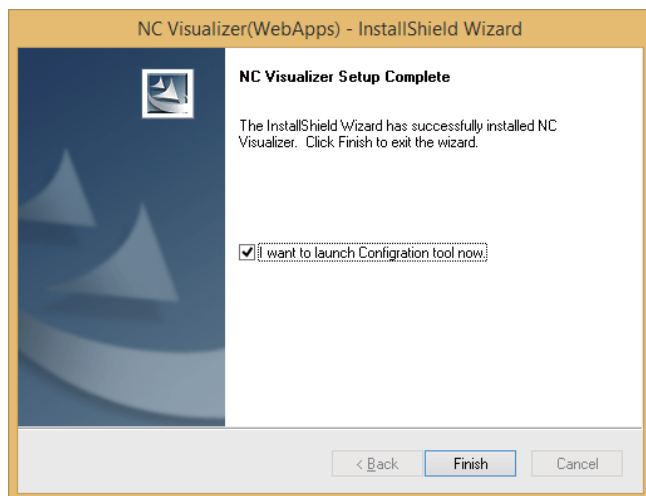 NC Visualizer(WebApps) - InstallShield Wizard
NC Visualizer Setup Complete
The InstallShield Wizard has successfully installed NC
Visualizer. Click Finish to exit the wizard.
I want to launch Configration tool now.
< Back
Finish
Cancel